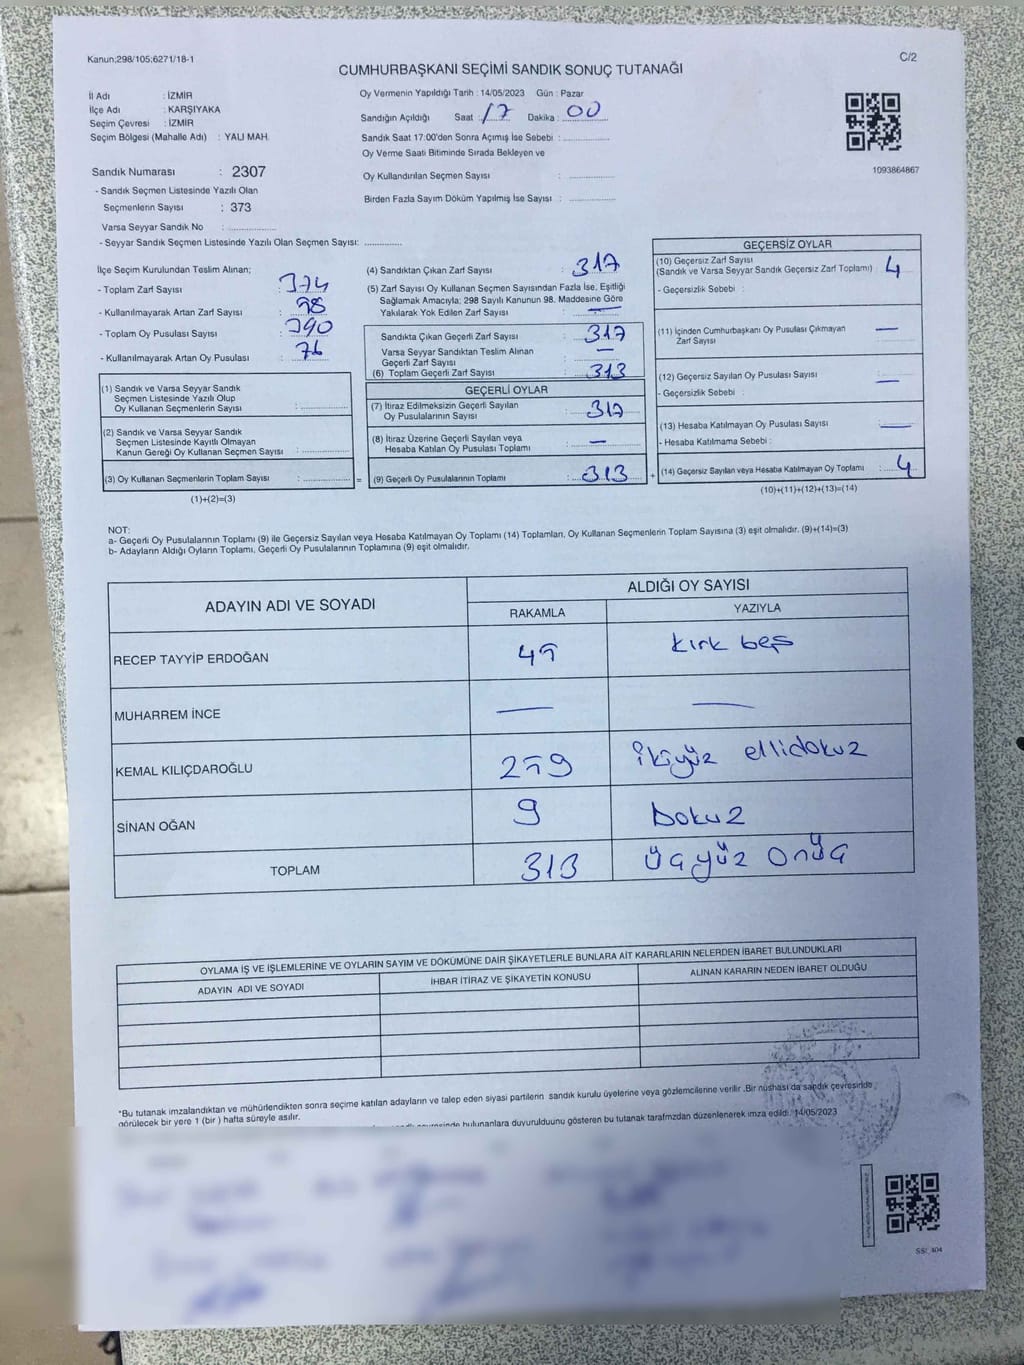 Kanun;298/105;6271/18-1
C/2
CUMHURBAŞKANI SEÇİMİ SANDIK SONUÇ TUTANAĞI
İl Adı : İZMİR
İlçe Adı : KARŞIYAKA
Seçim Çevresi : İZMİR
Seçim Bölgesi (Mahalle Adı) : YALI MAH.
Oy Vermenin Yapıldığı Tarih : 14/05/2023 Gün : Pazar
Sandığın Açıldığı Saat : 17 Dakika : 00
Sandık Saat 17:00'den Sonra Açımış İse Sebebi :
Oy Verme Saati Bitiminde Sırada Bekleyen ve
Oy Kullandırılan Seçmen Sayısı :
Birden Fazla Sayım Döküm Yapılmış İse Sayısı :
1093864867
Sandık Numarası : 2307
- Sandık Seçmen Listesinde Yazılı Olan
Seçmenlerin Sayısı : 373
Varsa Seyyar Sandık No :
- Seyyar Sandık Seçmen Listesinde Yazılı Olan Seçmen Sayısı:
İlçe Seçim Kurulundan Teslim Alınan;
- Toplam Zarf Sayısı :
- Kullanılmayarak Artan Zarf Sayısı :
- Toplam Oy Pusulası Sayısı : 390
- Kullanılmayarak Artan Oy Pusulası : 76
(1) Sandık ve Varsa Seyyar Sandık
Seçmen Listesinde Yazılı Olup
Oy Kullanan Seçmenlerin Sayısı :
(2) Sandık ve Varsa Seyyar Sandık
Seçmen Listesinde Kayıtlı Olmayan
Kanun Gereği Oy Kullanan Seçmen Sayısı :
(3) Oy Kullanan Seçmenlerin Toplam Sayısı : =
(1)+(2)=(3)
(4) Sandıktan Çıkan Zarf Sayısı : 317
(5) Zarf Sayısı Oy Kullanan Seçmen Sayısından Fazla İse, Eşitliği
Sağlamak Amacıyla; 298 Sayılı Kanunun 98. Maddesine Göre
Yakılarak Yok Edilen Zarf Sayısı : —
Sandıkta Çıkan Geçerli Zarf Sayısı : 317
Varsa Seyyar Sandıktan Teslim Alınan
Geçerli Zarf Sayısı : —
(6) Toplam Geçerli Zarf Sayısı : 313
GEÇERLİ OYLAR
(7) İtiraz Edilmeksizin Geçerli Sayılan
Oy Pusulalarının Sayısı : 317
(8) İtiraz Üzerine Geçerli Sayılan veya
Hesaba Katılan Oy Pusulası Toplamı : —
(9) Geçerli Oy Pusulalarının Toplamı : 313 +
GEÇERSİZ OYLAR
(10) Geçersiz Zarf Sayısı
(Sandık ve Varsa Seyyar Sandık Geçersiz Zarf Toplamı) : 4
- Geçersizlik Sebebi :
(11) İçinden Cumhurbaşkanı Oy Pusulası Çıkmayan
Zarf Sayısı : —
(12) Geçersiz Sayılan Oy Pusulası Sayısı : —
- Geçersizlik Sebebi :
(13) Hesaba Katılmayan Oy Pusulası Sayısı : —
- Hesaba Katılmama Sebebi :
(14) Geçersiz Sayılan veya Hesaba Katılmayan Oy Toplamı : 4
(10)+(11)+(12)+(13)=(14)
NOT:
a- Geçerli Oy Pusulalarının Toplamı (9) ile Geçersiz Sayılan veya Hesaba Katılmayan Oy Toplamı (14) Toplamları, Oy Kullanan Seçmenlerin Toplam Sayısına (3) eşit olmalıdır. (9)+(14)=(3)
b- Adayların Aldığı Oyların Toplamı, Geçerli Oy Pusulalarının Toplamına (9) eşit olmalıdır.
ADAYIN ADI VE SOYADI
ALDIĞI OY SAYISI
RAKAMLA YAZIYLA
RECEP TAYYİP ERDOĞAN 45 kırk beş
MUHARREM İNCE — —
KEMAL KILIÇDAROĞLU 259 ikiyüz ellidokuz
SİNAN OĞAN 9 Dokuz
TOPLAM 313 üçyüz onüç
OYLAMA İŞ VE İŞLEMLERİNE VE OYLARIN SAYIM VE DÖKÜMÜNE DAİR ŞİKAYETLERLE BUNLARA AİT KARARLARIN NELERDEN İBARET BULUNDUKLARI
ADAYIN ADI VE SOYADI İHBAR İTİRAZ VE ŞİKAYETİN KONUSU ALINAN KARARIN NEDEN İBARET OLDUĞU
*Bu tutanak imzalandıktan ve mühürlendikten sonra seçime katılan adayların ve talep eden siyasi partilerin sandık kurulu üyelerine veya gözlemcilerine verilir .Bir nüshası da sandık çevresinde
görülecek bir yere 1 (bir ) hafta süreyle asılır.
bulunanlara duyurulduunu gösteren bu tutanak tarafmzdan düzenlenerek imza edildi. 14/05/2023
SSI_404